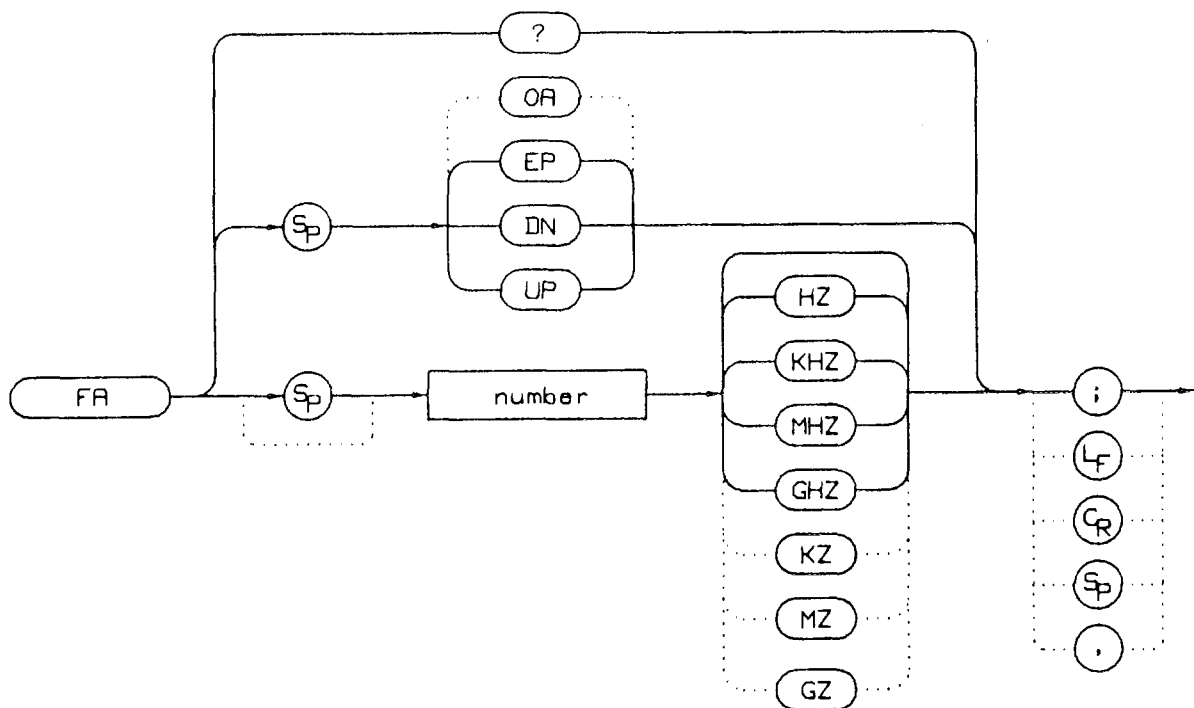 ?
OA
EP
SP
DN
UP
HZ
KHZ
FA
SP
number
;
MHZ
LF
GHZ
CR
KZ
SP
MZ
,
GZ